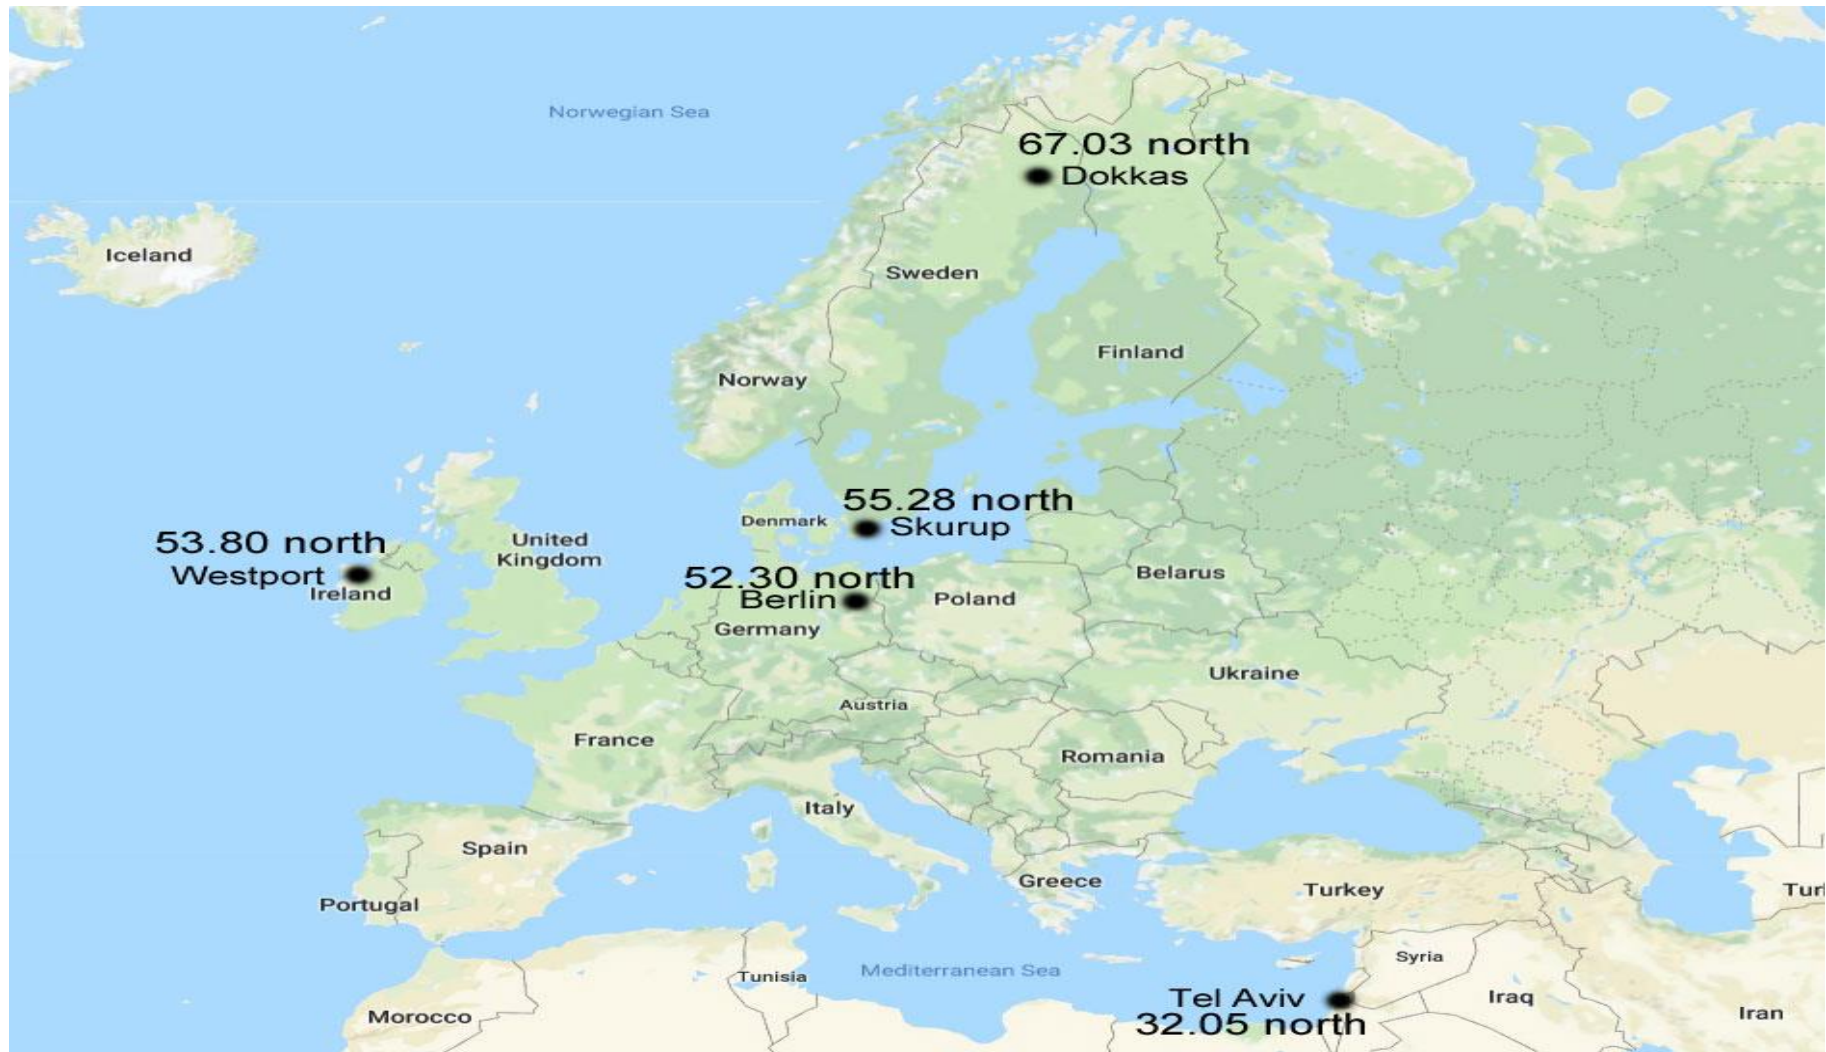 Norwegian Sea
67.03 north
Dokkas
Iceland
Sweden
Finland
Norway
55.28 north
Denmark
Skurup
53.80 north
Westport
Ireland
United
Kingdom
52.30 north
Berlin
Belarus
Poland
Germany
Ukraine
Austria
France
Romania
Italy
Spain
Greece
Turkey
Portugal
Syria
Mediterranean Sea
Tunisia
Tel Aviv
32.05 north
Iraq
Iran
Morocco